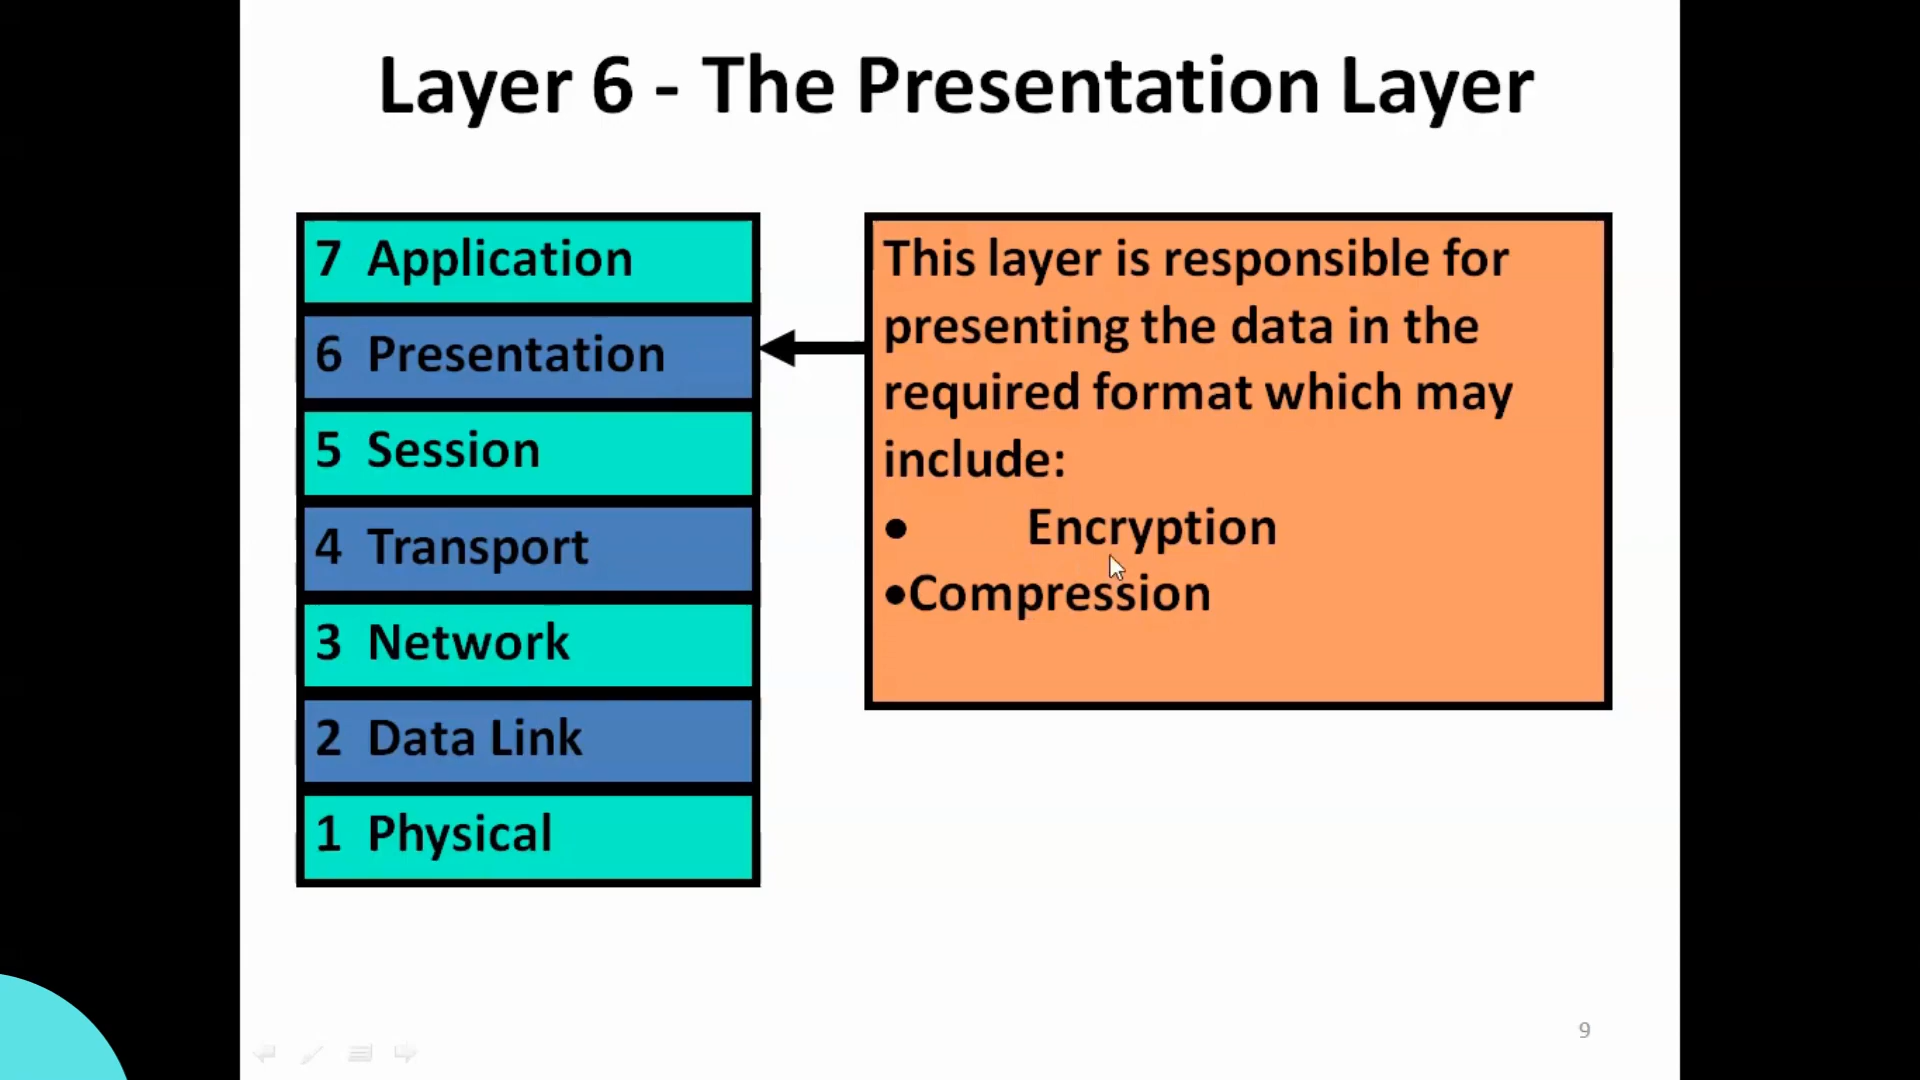 Layer 6 - The Presentation Layer
7 Application
6 Presentation
5 Session
4 Transport
3 Network
2 Data Link
1 Physical
This layer is responsible for
presenting the data in the
required format which may
include:
• Encryption
•Compression
9